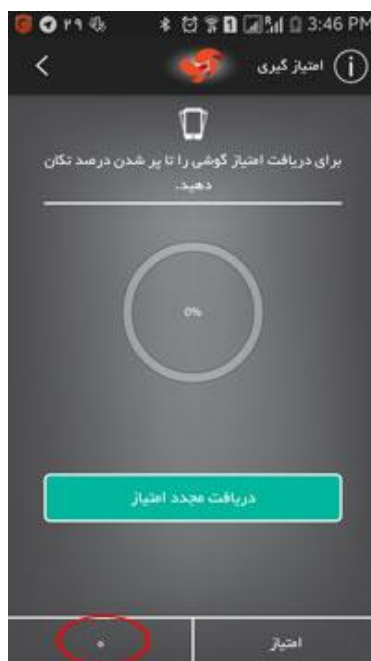 ۲۹ 3:46 PM
امتیاز گیری
برای دریافت امتیاز گوشی را تا پر شدن درصد تکان
دهید.
0%
دریافت مجدد امتیاز
امتیاز ۰